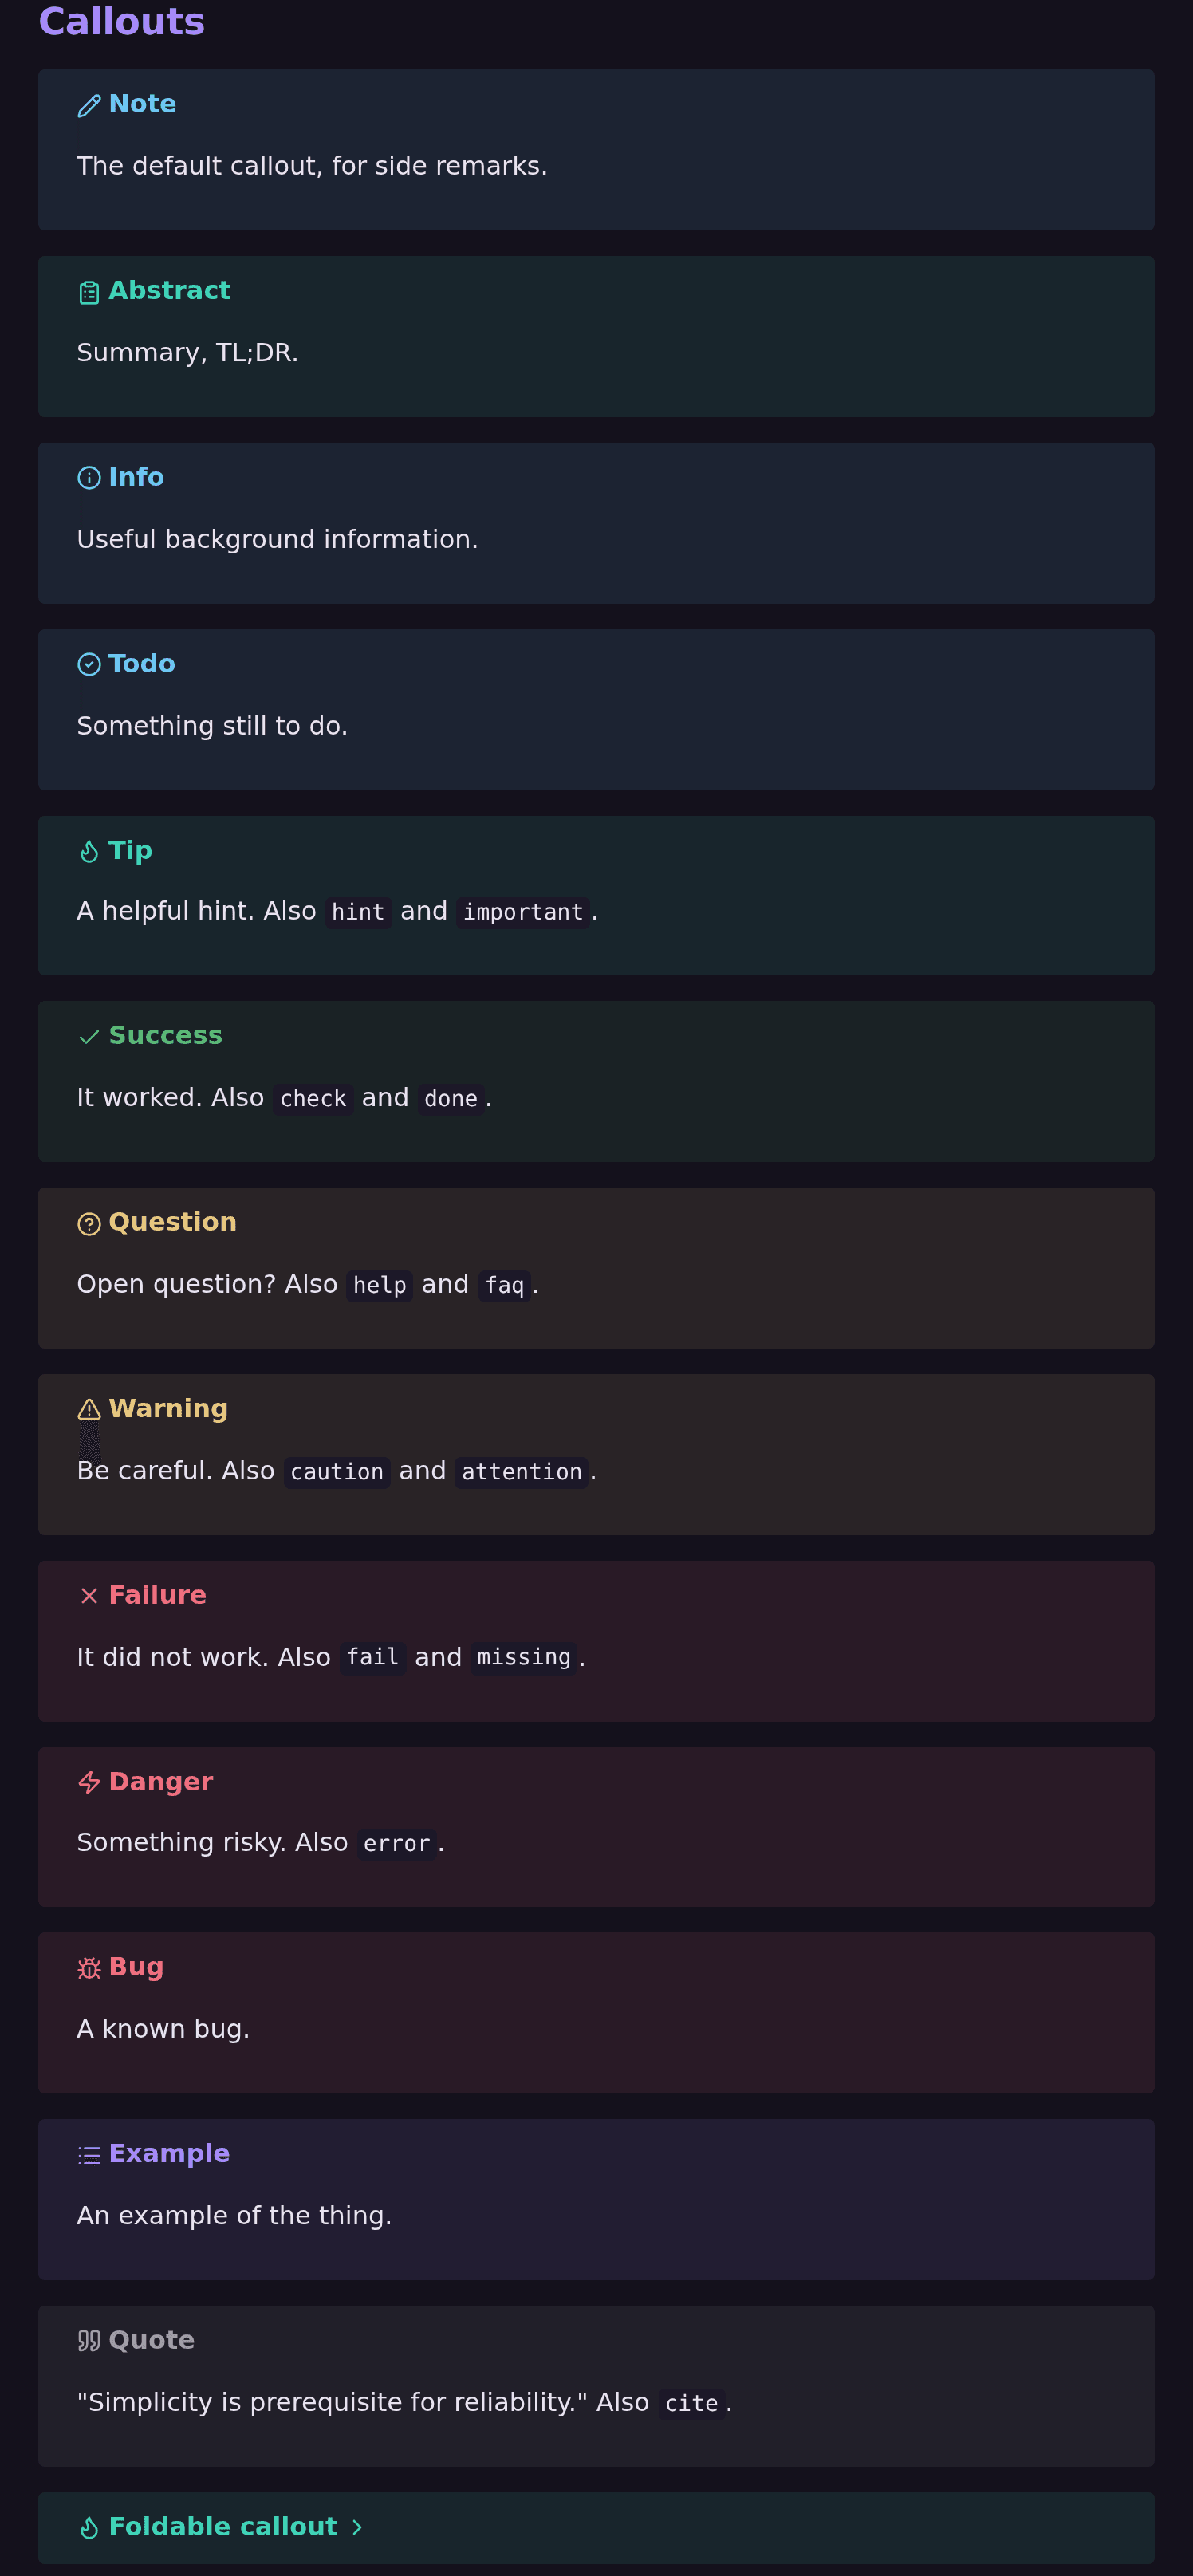 Callouts
Note
The default callout, for side remarks.
Abstract
Summary, TL;DR.
Info
Useful background information.
Todo
Something still to do.
Tip
A helpful hint. Also hint and important.
Success
It worked. Also check and done.
Question
Open question? Also help and faq.
Warning
Be careful. Also caution and attention.
Failure
It did not work. Also fail and missing.
Danger
Something risky. Also error.
Bug
A known bug.
Example
An example of the thing.
Quote
"Simplicity is prerequisite for reliability." Also cite.
Foldable callout